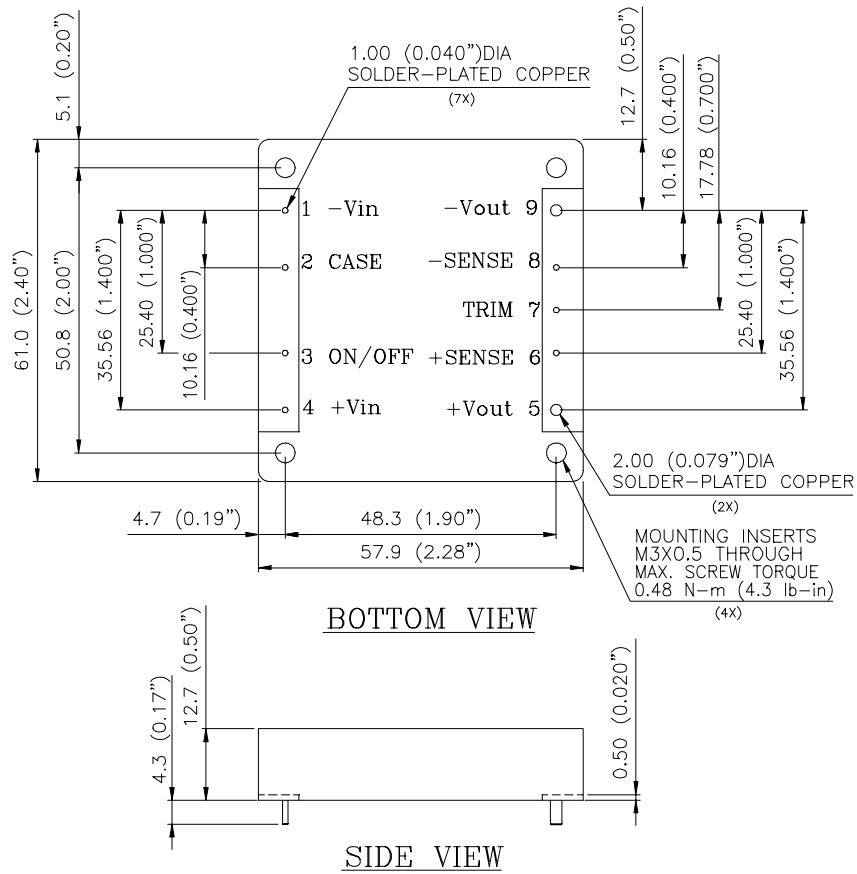 1.00 (0.040")DIA
SOLDER-PLATED COPPER
(7X)
5.1 (0.20")
12.7 (0.50")
10.16 (0.400")
17.78 (0.700")
61.0 (2.40")
50.8 (2.00")
35.56 (1.400")
25.40 (1.000")
10.16 (0.400")
1 -Vin
-Vout 9
2 CASE
-SENSE 8
TRIM 7
3 ON/OFF
+SENSE 6
4 +Vin
+Vout 5
25.40 (1.000")
35.56 (1.400")
2.00 (0.079")DIA
SOLDER-PLATED COPPER
(2X)
4.7 (0.19")
48.3 (1.90")
57.9 (2.28")
MOUNTING INSERTS
M3X0.5 THROUGH
MAX. SCREW TORQUE
0.48 N-m (4.3 lb-in)
(4X)
BOTTOM VIEW
4.3 (0.17")
12.7 (0.50")
0.50 (0.020")
SIDE VIEW